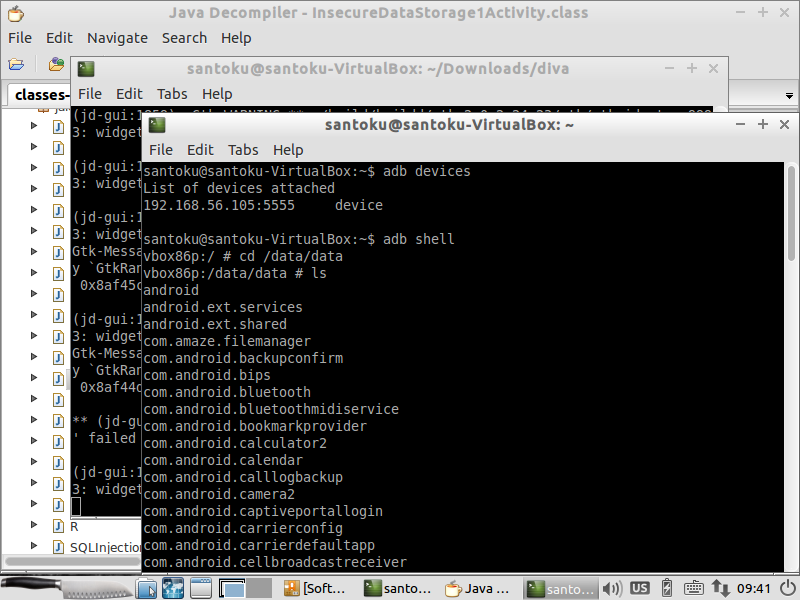 Java Decompiler - InsecureDataStorage1Activity.class
File Edit Navigate Search Help
santoku@santoku-VirtualBox: ~/Downloads/diva
File Edit Tabs Help
classes-
santoku@santoku-VirtualBox: ~
File Edit Tabs Help
3: widget
(jd-gui:1
3: widget
(jd-gui:1
3: widget
Gtk-Messa
y `GtkRan
0x8af45c
(jd-gui:1
3: widget
Gtk-Messa
y `GtkRan
0x8af44c
** (jd-gu
' failed
(jd-gui:1
3: widget
R
SQLInjection
santoku@santoku-VirtualBox:~$ adb devices
List of devices attached
192.168.56.105:5555 device
santoku@santoku-VirtualBox:~$ adb shell
vbox86p:/ # cd /data/data
vbox86p:/data/data # ls
android
android.ext.services
android.ext.shared
com.amaze.filemanager
com.android.backupconfirm
com.android.bips
com.android.bluetooth
com.android.bluetoothmidiservice
com.android.bookmarkprovider
com.android.calculator2
com.android.calendar
com.android.calllogbackup
com.android.camera2
com.android.captiveportallogin
com.android.carrierconfig
com.android.carrierdefaultapp
com.android.cellbroadcastreceiver
[Soft... santo... Java ... santo... US 09:41